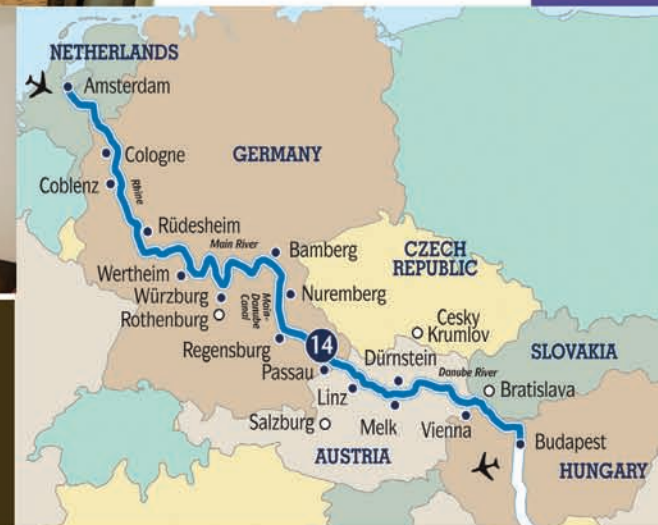 NETHERLANDS
Amsterdam
Cologne
GERMANY
Coblenz
Rhine
Rüdesheim
Main River
Bamberg
CZECH
REPUBLIC
Wertheim
Würzburg
Main-
Danube
Canal
Nuremberg
Rothenburg
Cesky
Krumlov
Regensburg
14
SLOVAKIA
Passau
Dürnstein
Danube River
Linz
Bratislava
Salzburg
Melk
Vienna
Budapest
AUSTRIA
HUNGARY